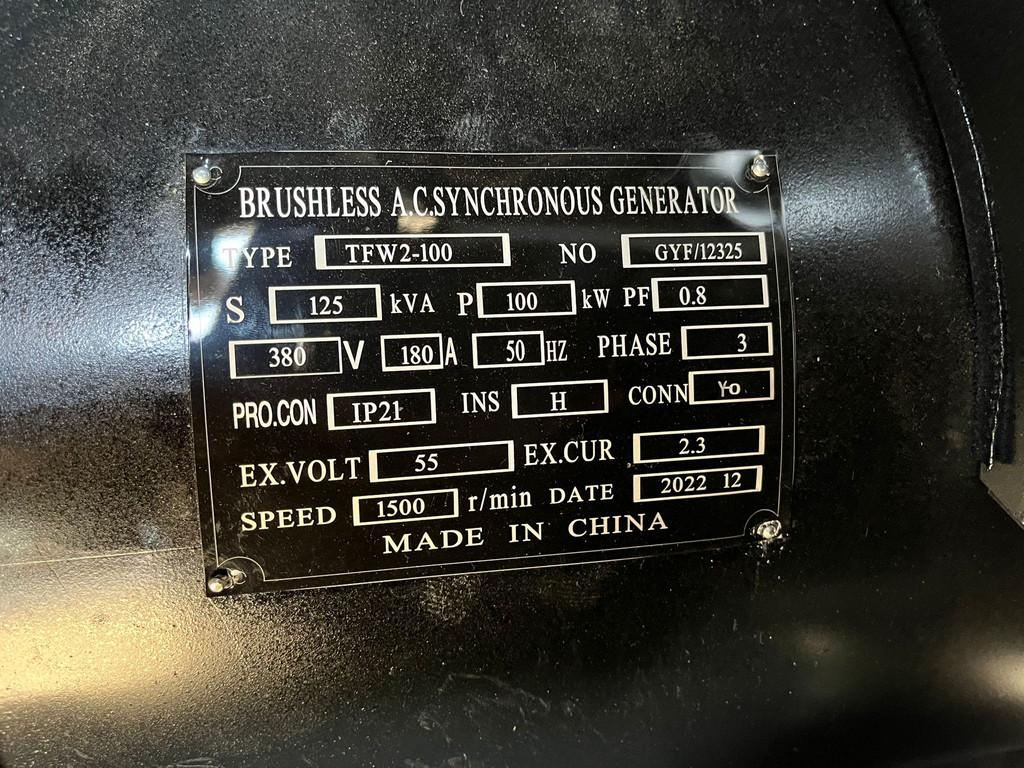 BRUSHLESS A.C.SYNCHRONOUS GENERATOR
TYPE TFW2-100 NO GYF/12325
S 125 kVA P 100 kW PF 0.8
380 V 180 A 50 HZ PHASE 3
PRO.CON IP21 INS H CONN Yo
EX.VOLT 55 EX.CUR 2.3
SPEED 1500 r/min DATE 2022 12
MADE IN CHINA